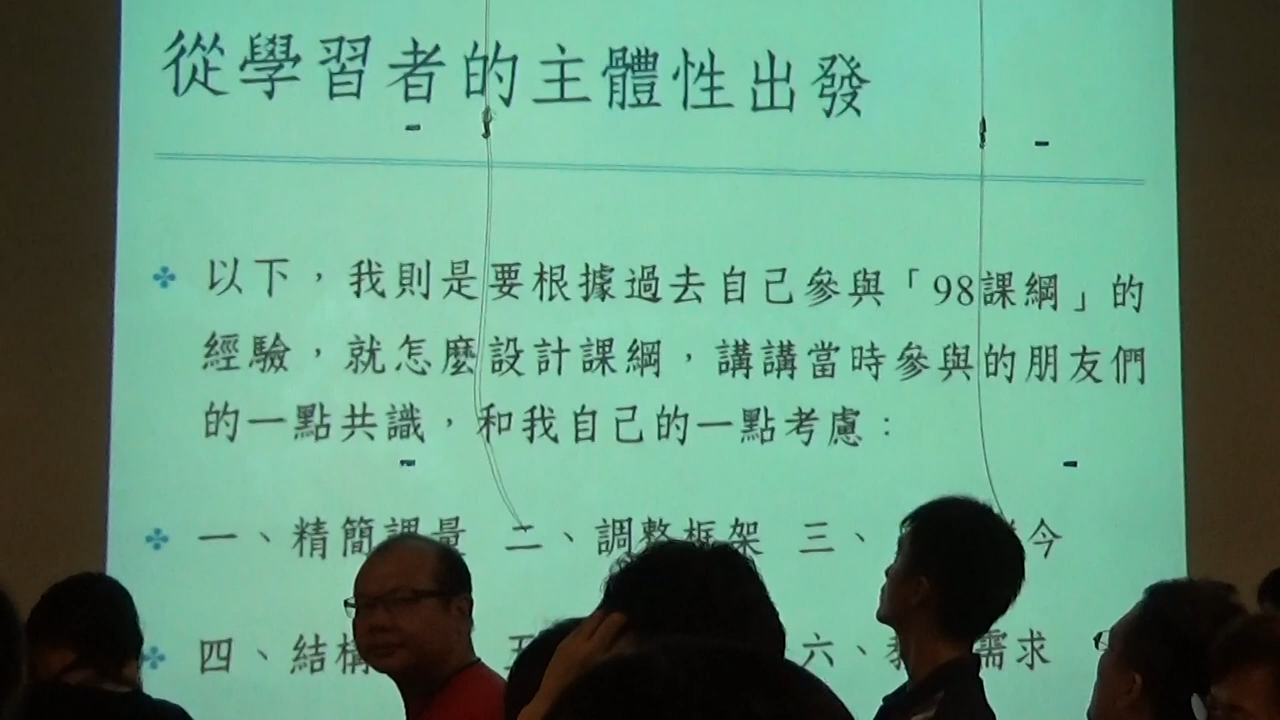 從學習者的主體性出發
以下，我則是要根據過去自己參與「98課綱」的
經驗，就怎麼設計課綱，講講當時參與的朋友們
的一點共識，和我自己的一點考慮：
一、精簡課量 二、調整框架 三、 今
四、結構 六、 需求